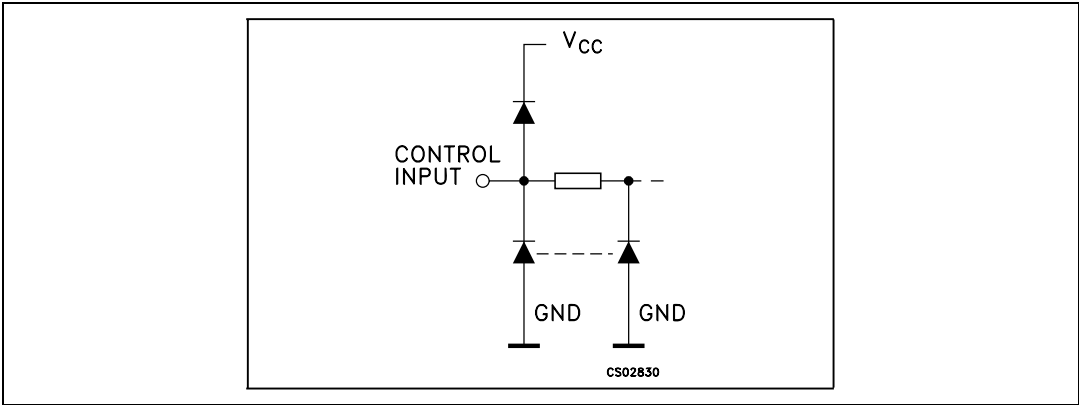 VCC
CONTROL
INPUT
GND
GND
CS02830